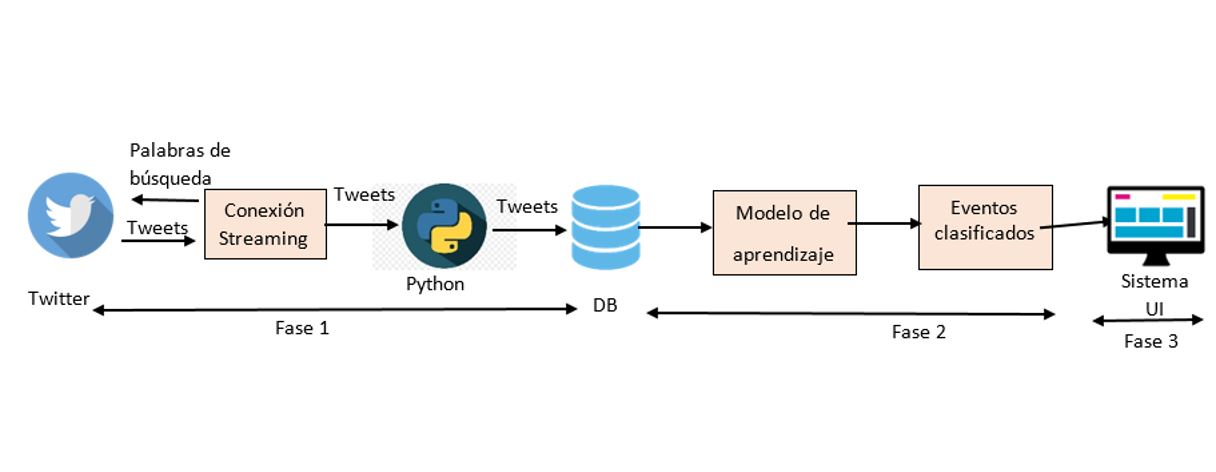 Palabras de
búsqueda
Tweets
Twitter
Conexión
Streaming
Tweets
Python
Tweets
DB
Fase 1
Modelo de
aprendizaje
Eventos
clasificados
Fase 2
Sistema
UI
Fase 3